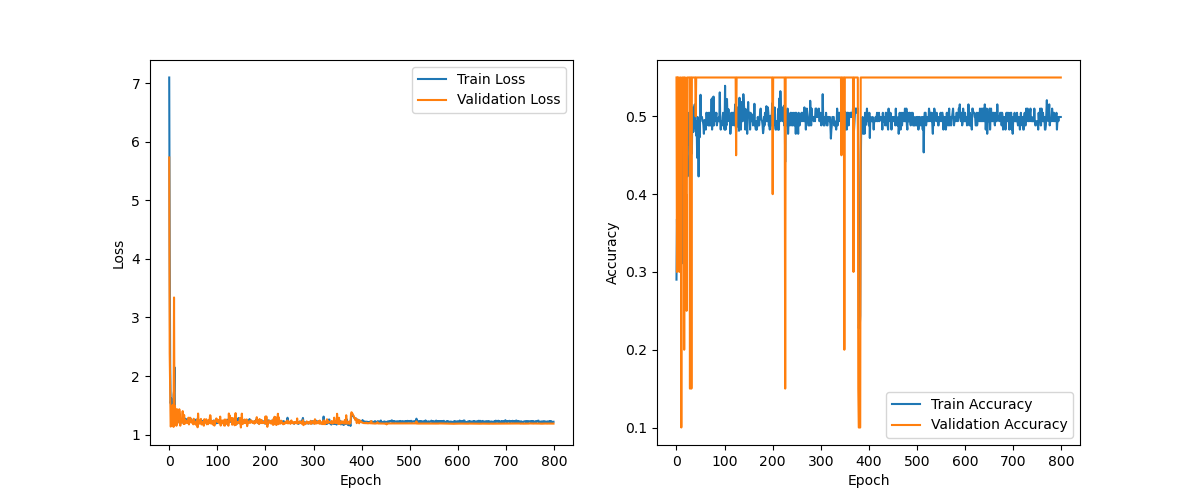 7
6
5
4
3
2
1
Loss
0 100 200 300 400 500 600 700 800
Epoch
Train Loss
Validation Loss
0.5
0.4
0.3
0.2
0.1
Accuracy
0 100 200 300 400 500 600 700 800
Epoch
Train Accuracy
Validation Accuracy